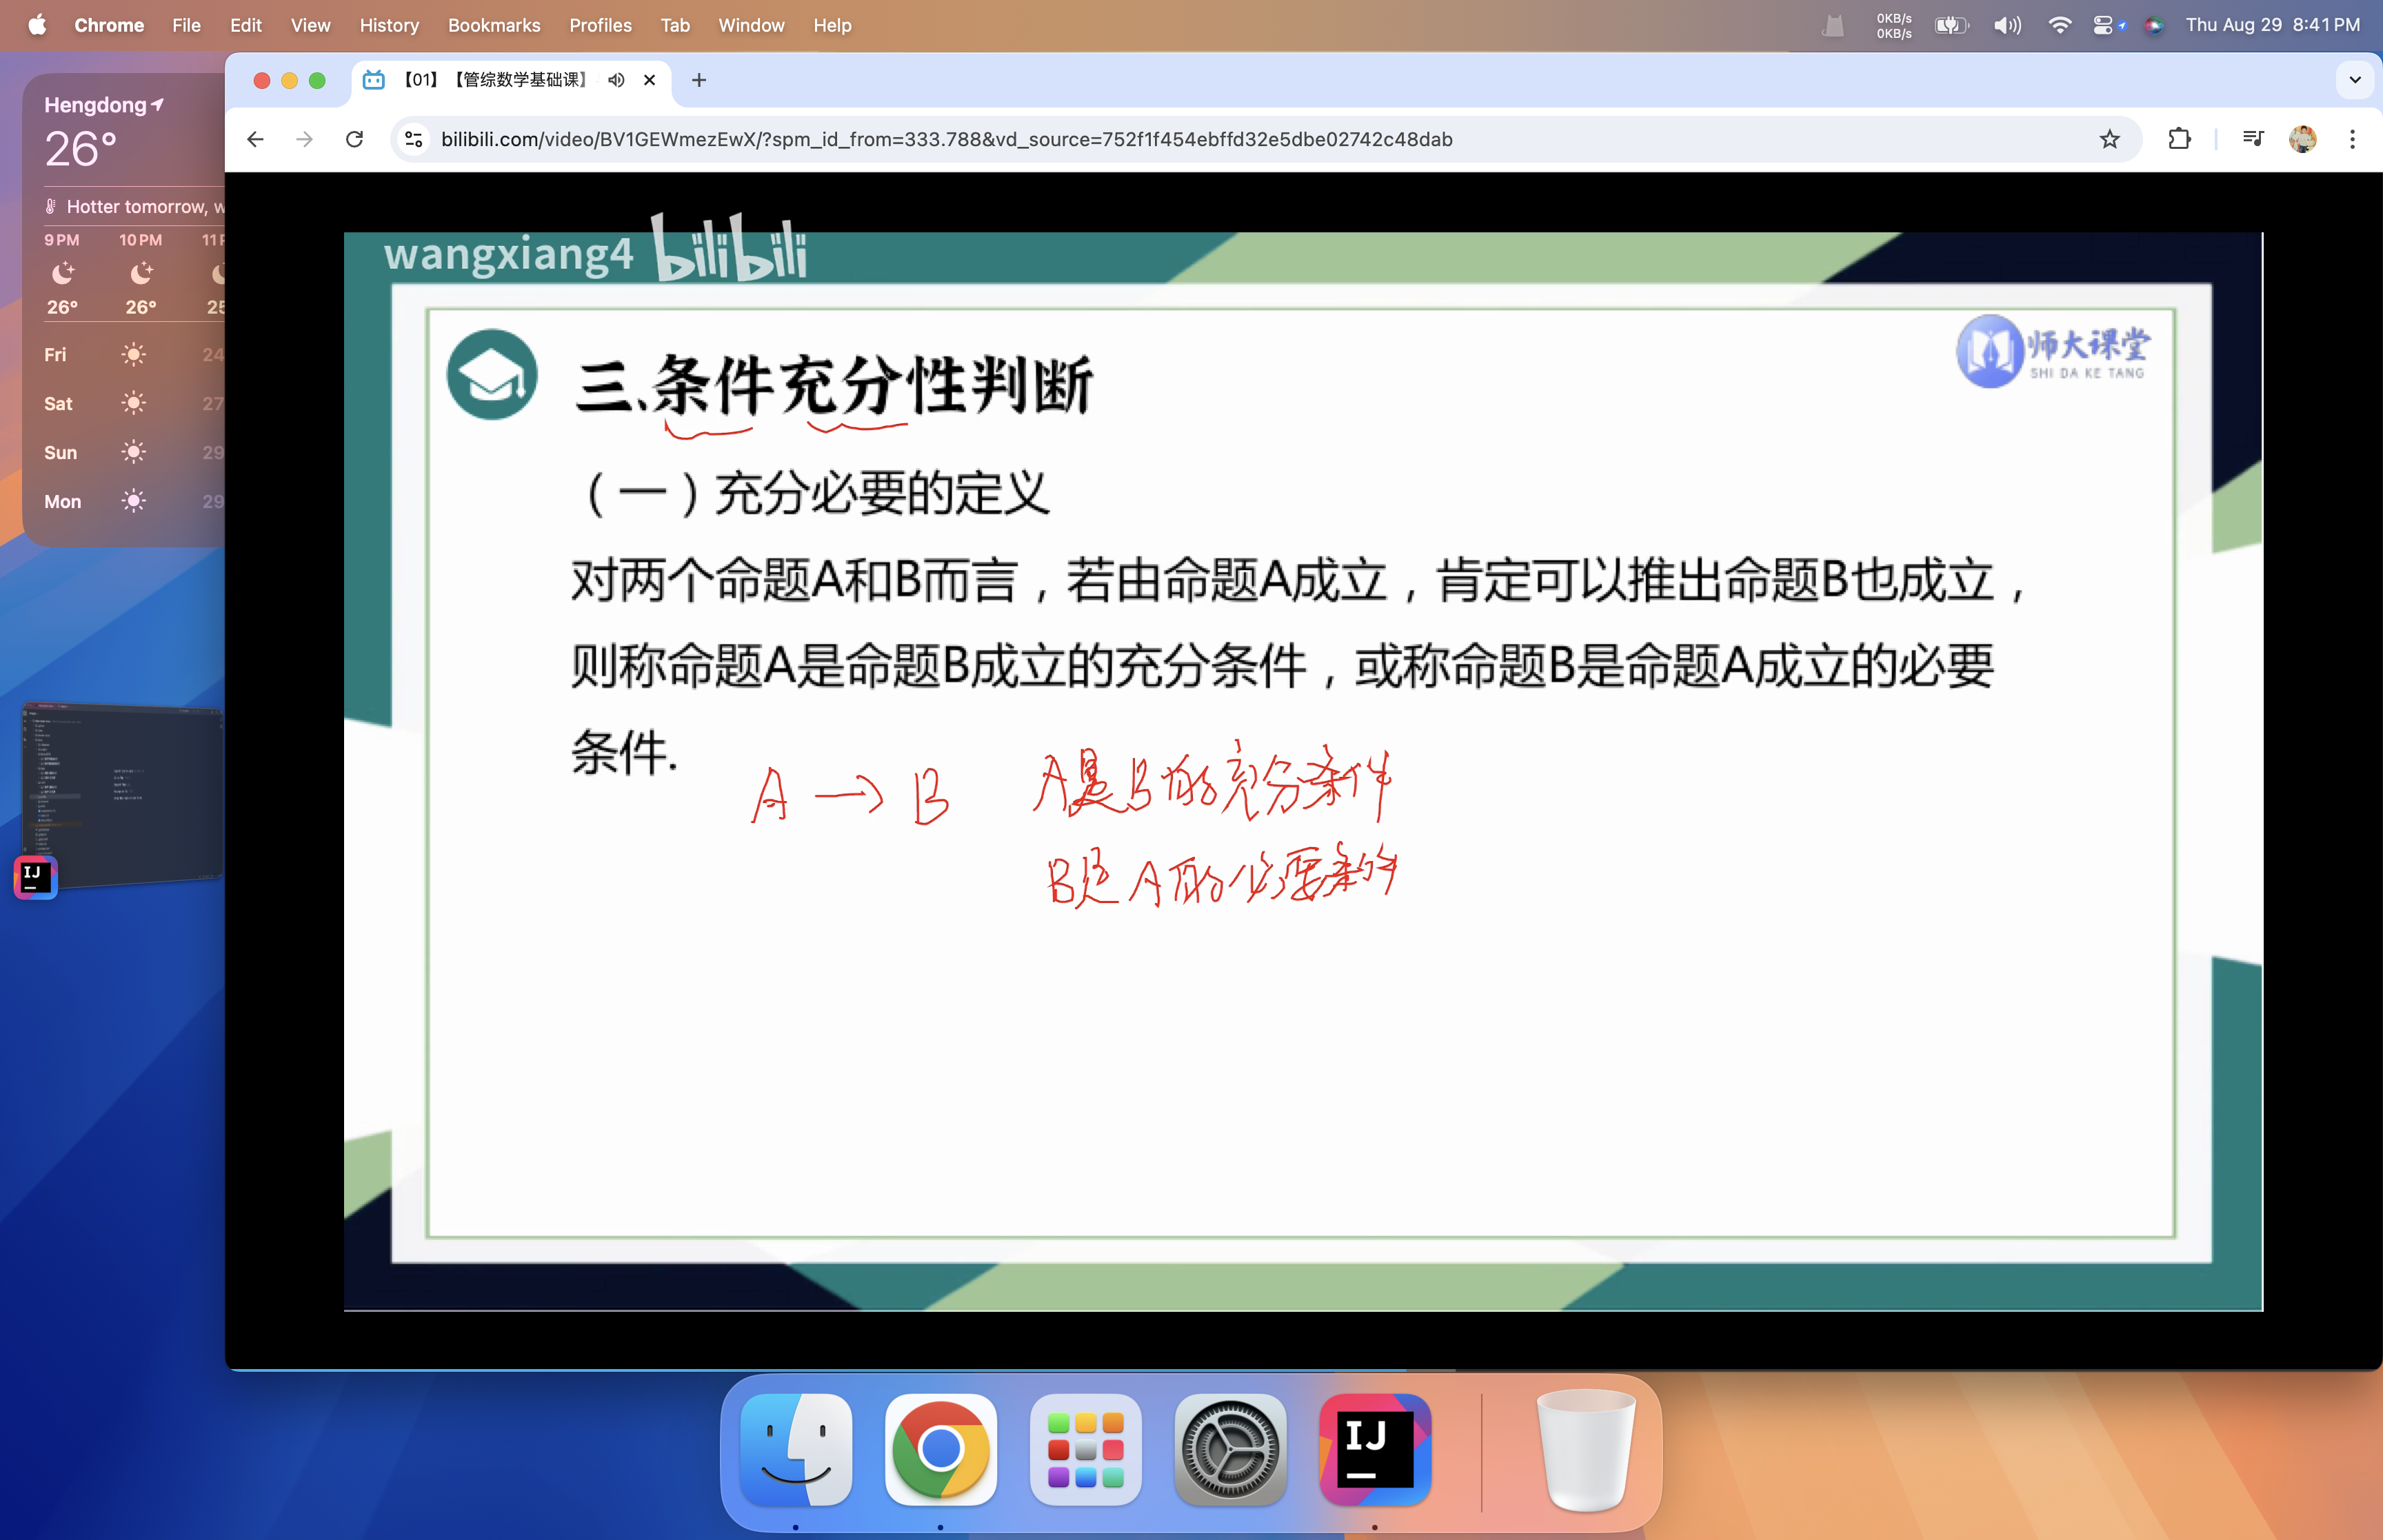 Chrome File Edit View History Bookmarks Profiles Tab Window Help
0KB/s
0KB/s
Thu Aug 29 8:41 PM
【01】【管综数学基础课】
bilibili.com/video/BV1GEWmezEwX/?spm_id_from=333.788&vd_source=752f1f454ebffd32e5dbe02742c48dab
Hengdong
26°
Hotter tomorrow, w
9 PM 10 PM 11 P
26° 26° 25
Fri 24
Sat 27
Sun 29
Mon 29
IJ
wangxiang4 bilibili
师大课堂
SHI DA KE TANG
三.条件充分性判断
（一）充分必要的定义
对两个命题A和B而言，若由命题A成立，肯定可以推出命题B也成立，
则称命题A是命题B成立的充分条件，或称命题B是命题A成立的必要
条件.
A → B A是B的充分条件
B是A的必要条件
IJ